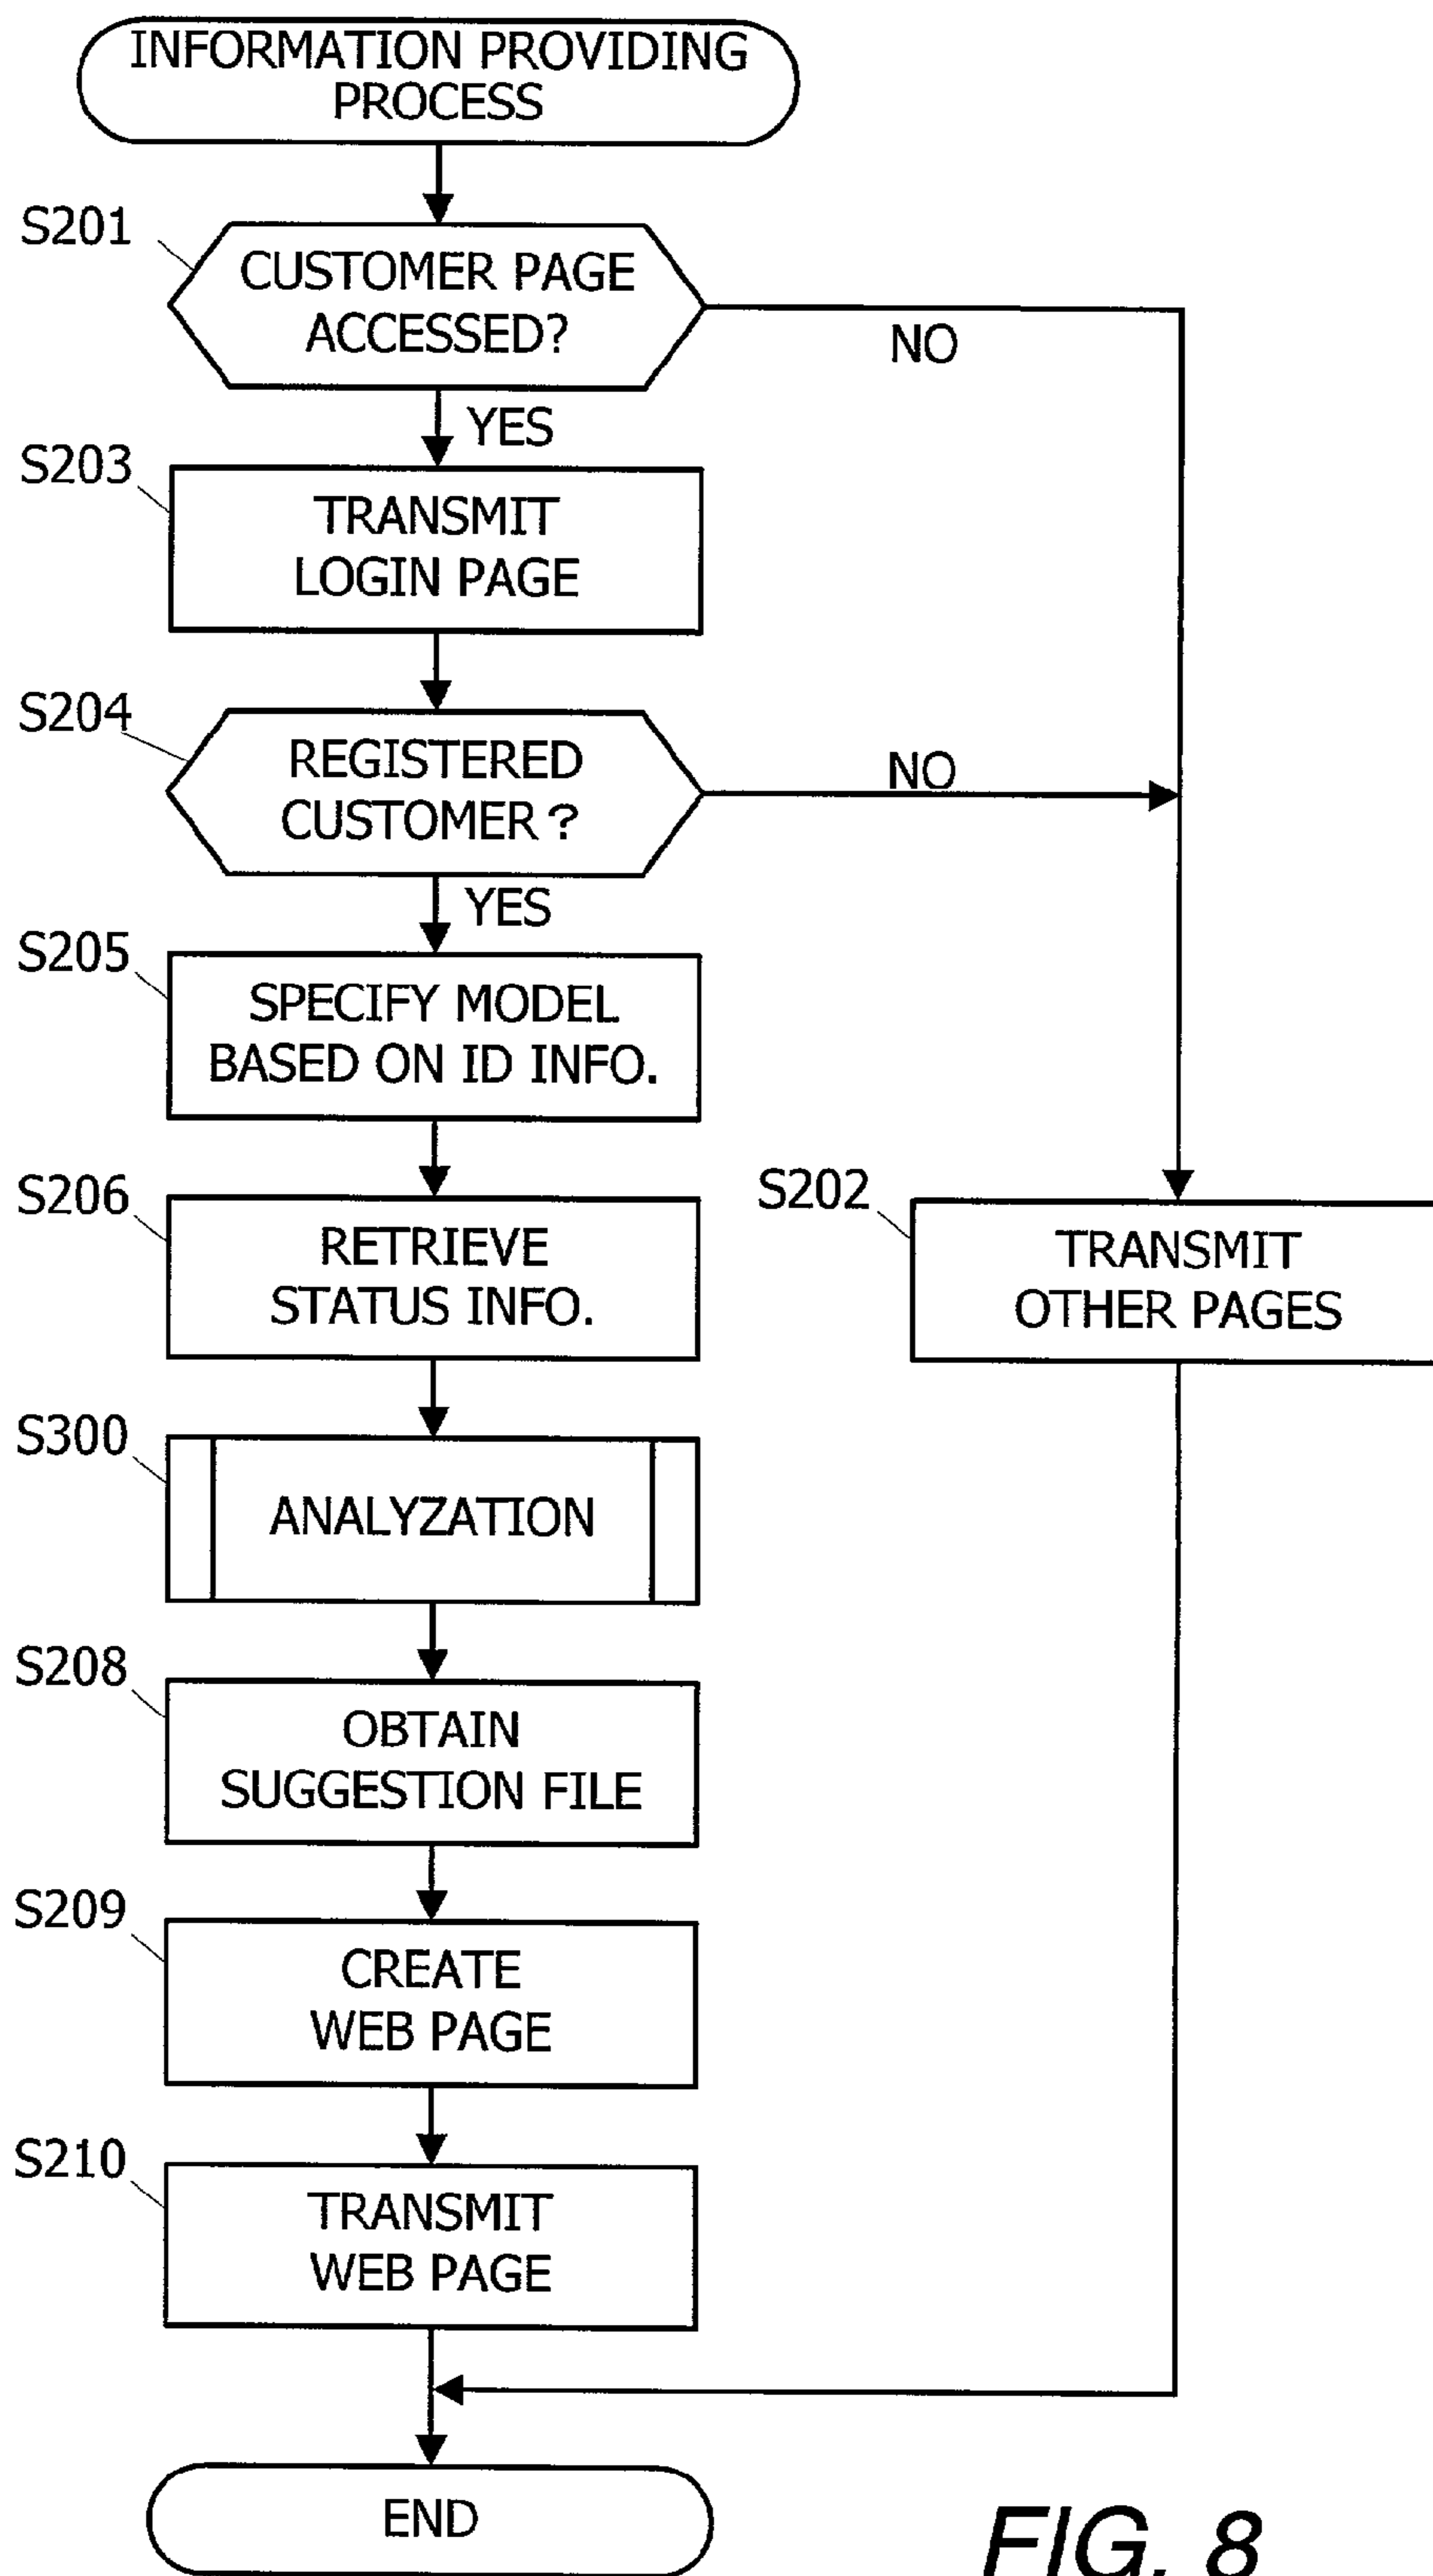 INFORMATION PROVIDING
PROCESS
S201
CUSTOMER PAGE
ACCESSED?
NO
YES
S203
TRANSMIT
LOGIN PAGE
S204
REGISTERED
CUSTOMER?
NO
YES
S205
SPECIFY MODEL
BASED ON ID INFO.
S206
RETRIEVE
STATUS INFO.
S202
TRANSMIT
OTHER PAGES
S300
ANALYZATION
S208
OBTAIN
SUGGESTION FILE
S209
CREATE
WEB PAGE
S210
TRANSMIT
WEB PAGE
END
FIG. 8